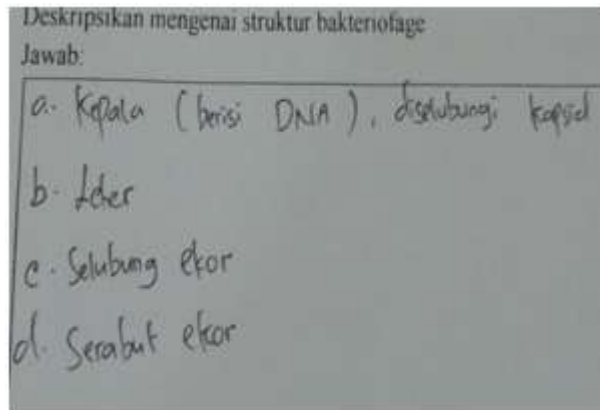 Deskripsikan mengenai struktur bakteriofage
Jawab:
a. Kepala (berisi DNA), diselubungi kapsid
b. Leher
c. Selubung ekor
d. Serabut ekor